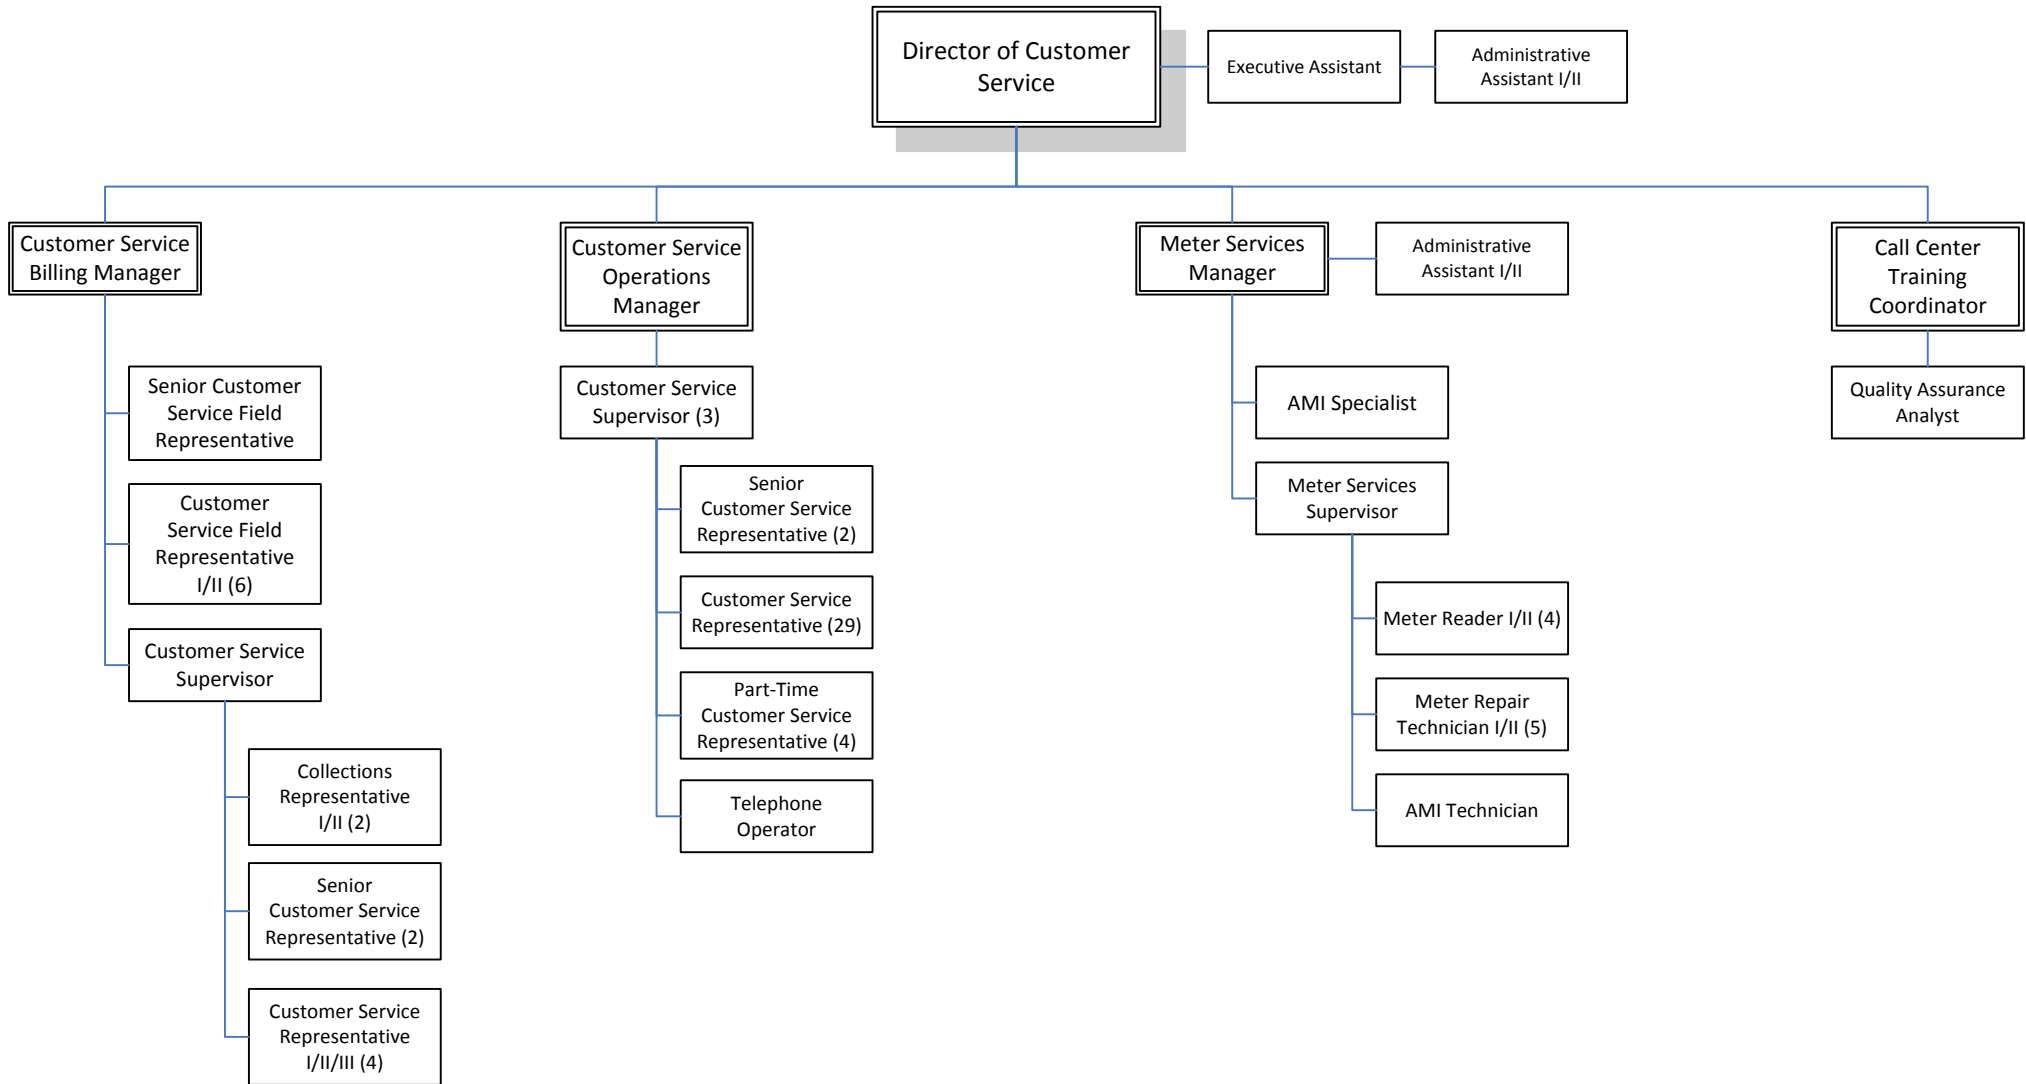 Director of Customer
Service
Executive Assistant
Administrative
Assistant I/II
Customer Service
Billing Manager
Customer Service
Operations
Manager
Meter Services
Manager
Administrative
Assistant I/II
Call Center
Training
Coordinator
Senior Customer
Service Field
Representative
Customer
Service Field
Representative
I/II (6)
Customer Service
Supervisor
Collections
Representative
I/II (2)
Senior
Customer Service
Representative (2)
Customer Service
Representative
I/II/III (4)
Customer Service
Supervisor (3)
Senior
Customer Service
Representative (2)
Customer Service
Representative (29)
Part-Time
Customer Service
Representative (4)
Telephone
Operator
AMI Specialist
Meter Services
Supervisor
Meter Reader I/II (4)
Meter Repair
Technician I/II (5)
AMI Technician
Quality Assurance
Analyst